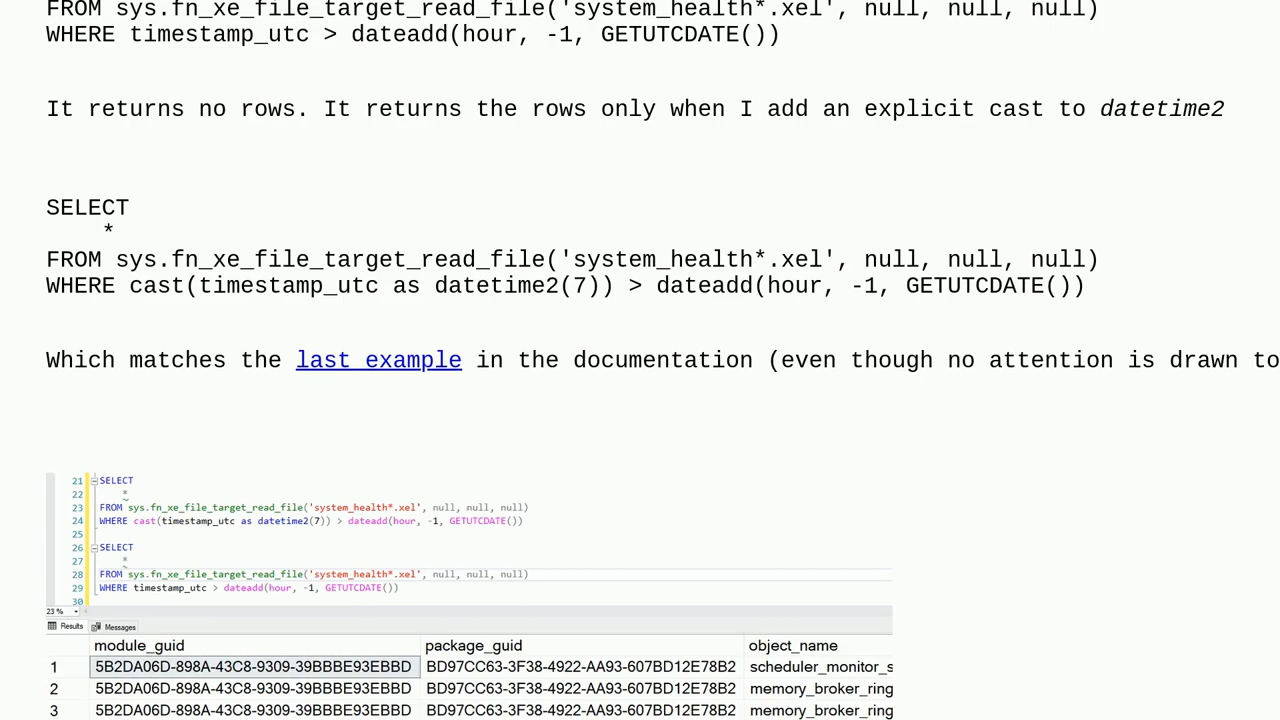 FROM sys.fn_xe_file_target_read_file('system_health*.xel', null, null, null)
WHERE timestamp_utc > dateadd(hour, -1, GETUTCDATE())
It returns no rows. It returns the rows only when I add an explicit cast to datetime2
SELECT
*
FROM sys.fn_xe_file_target_read_file('system_health*.xel', null, null, null)
WHERE cast(timestamp_utc as datetime2(7)) > dateadd(hour, -1, GETUTCDATE())
Which matches the last example in the documentation (even though no attention is drawn to
21 SELECT
22 *
23 FROM sys.fn_xe_file_target_read_file('system_health*.xel', null, null, null)
24 WHERE cast(timestamp_utc as datetime2(7)) > dateadd(hour, -1, GETUTCDATE())
25
26 SELECT
27 *
28 FROM sys.fn_xe_file_target_read_file('system_health*.xel', null, null, null)
29 WHERE timestamp_utc > dateadd(hour, -1, GETUTCDATE())
30
23 %
Results Messages
module_guid package_guid object_name
1 5B2DA06D-898A-43C8-9309-39BBBE93EBBD BD97CC63-3F38-4922-AA93-607BD12E78B2 scheduler_monitor_s
2 5B2DA06D-898A-43C8-9309-39BBBE93EBBD BD97CC63-3F38-4922-AA93-607BD12E78B2 memory_broker_ring
3 5B2DA06D-898A-43C8-9309-39BBBE93EBBD BD97CC63-3F38-4922-AA93-607BD12E78B2 memory_broker_ring